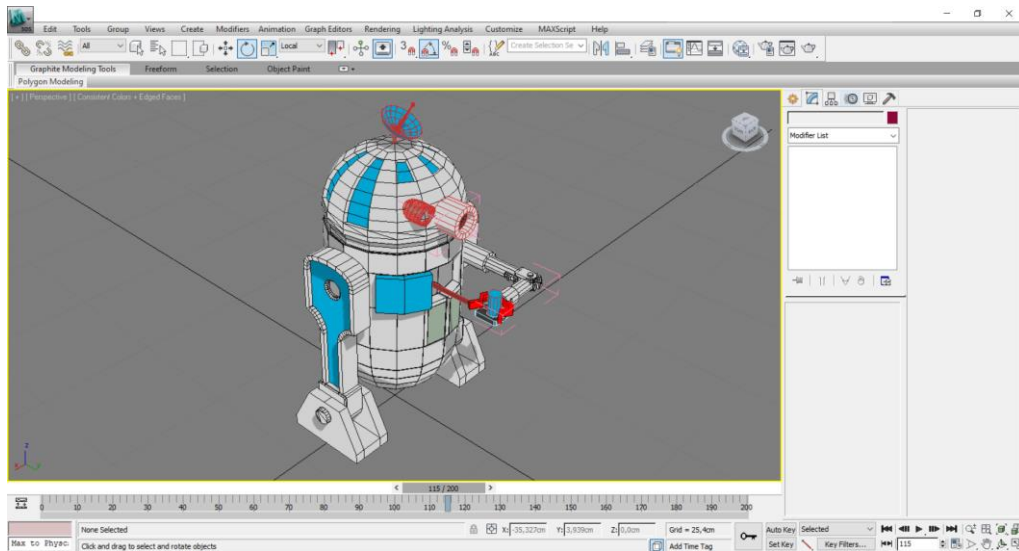 Edit Tools Group Views Create Modifiers Animation Graph Editors Rendering Lighting Analysis Customize MAXScript Help
All Local 3 Create Selection Se
Graphite Modeling Tools Freeform Selection Object Paint
Polygon Modeling
[ + ] [ Perspective ] [ Consistent Colors + Edged Faces ]
Modifier List
z
x y
< 115 / 200 >
0 10 20 30 40 50 60 70 80 90 100 110 120 130 140 150 160 170 180 190 200
None Selected X: -35,327cm Y: 3,939cm Z: 0,0cm Grid = 25,4cm Auto Key Selected
Max to Physc Click and drag to select and rotate objects Add Time Tag Set Key Key Filters... 115